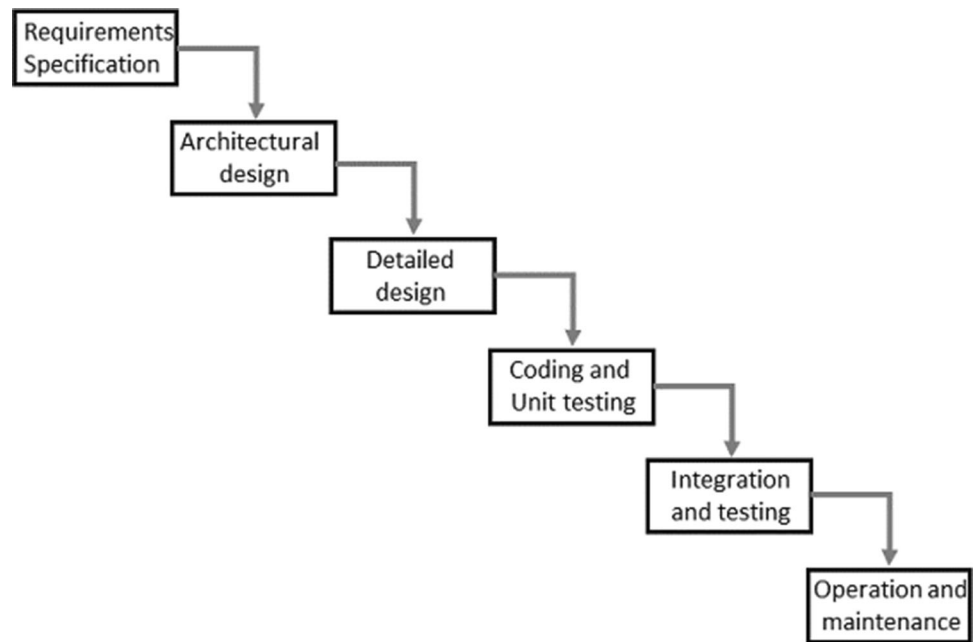 Requirements
Specification
Architectural
design
Detailed
design
Coding and
Unit testing
Integration
and testing
Operation and
maintenance